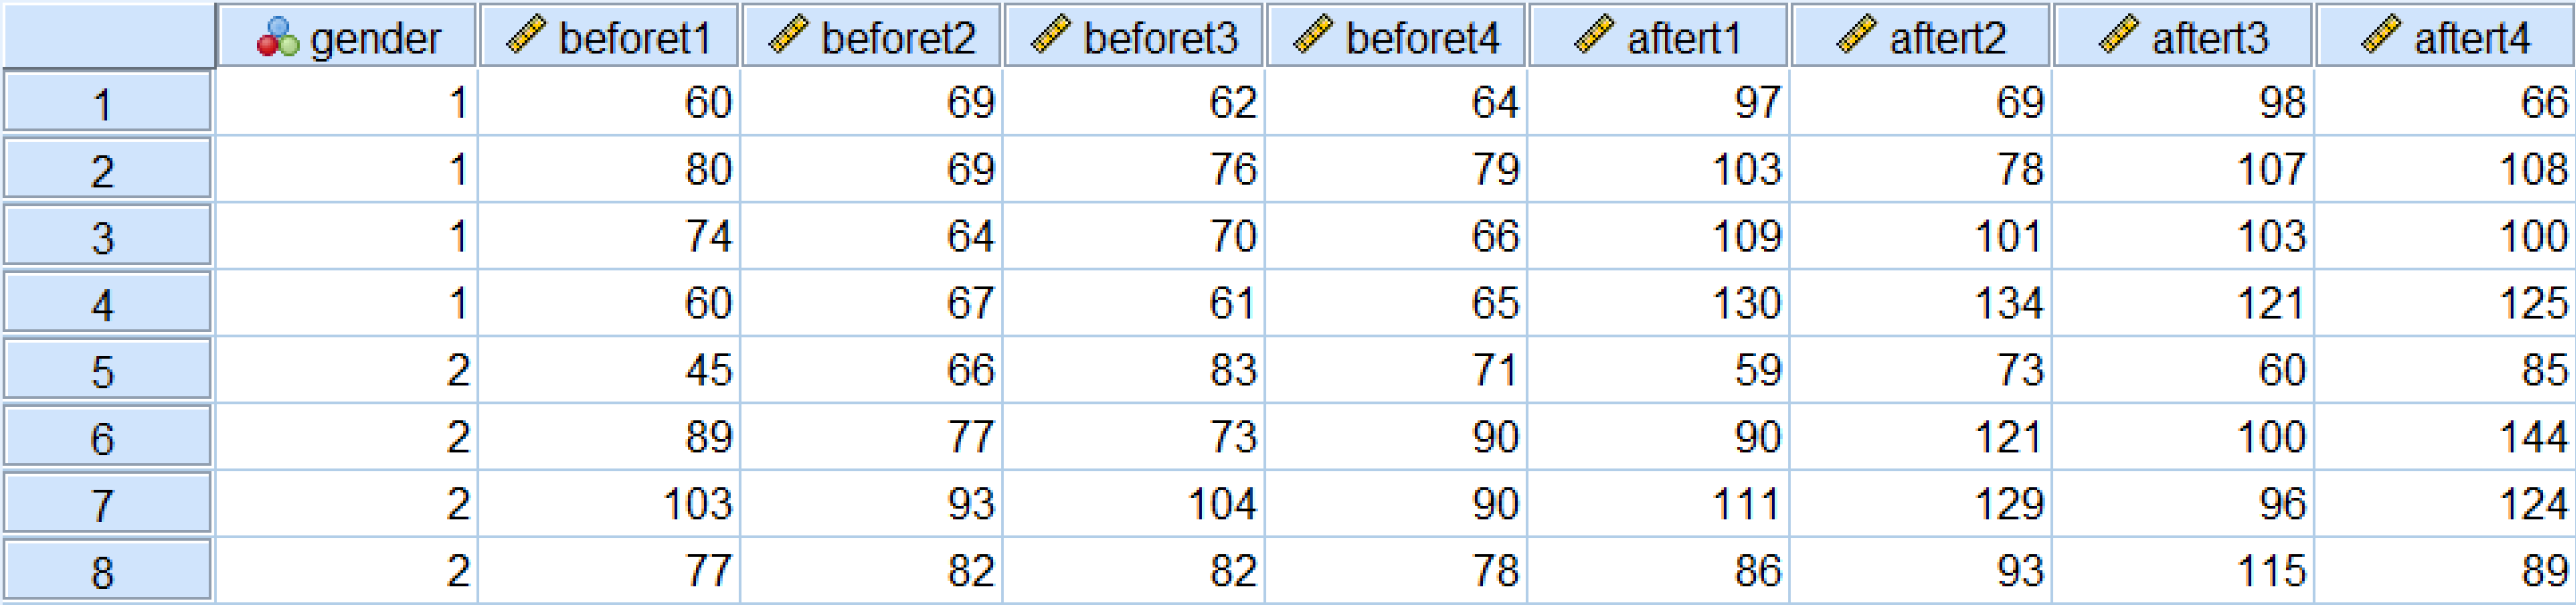 gender beforet1 beforet2 beforet3 beforet4 aftert1 aftert2 aftert3 aftert4
1 1 60 69 62 64 97 69 98 66
2 1 80 69 76 79 103 78 107 108
3 1 74 64 70 66 109 101 103 100
4 1 60 67 61 65 130 134 121 125
5 2 45 66 83 71 59 73 60 85
6 2 89 77 73 90 90 121 100 144
7 2 103 93 104 90 111 129 96 124
8 2 77 82 82 78 86 93 115 89